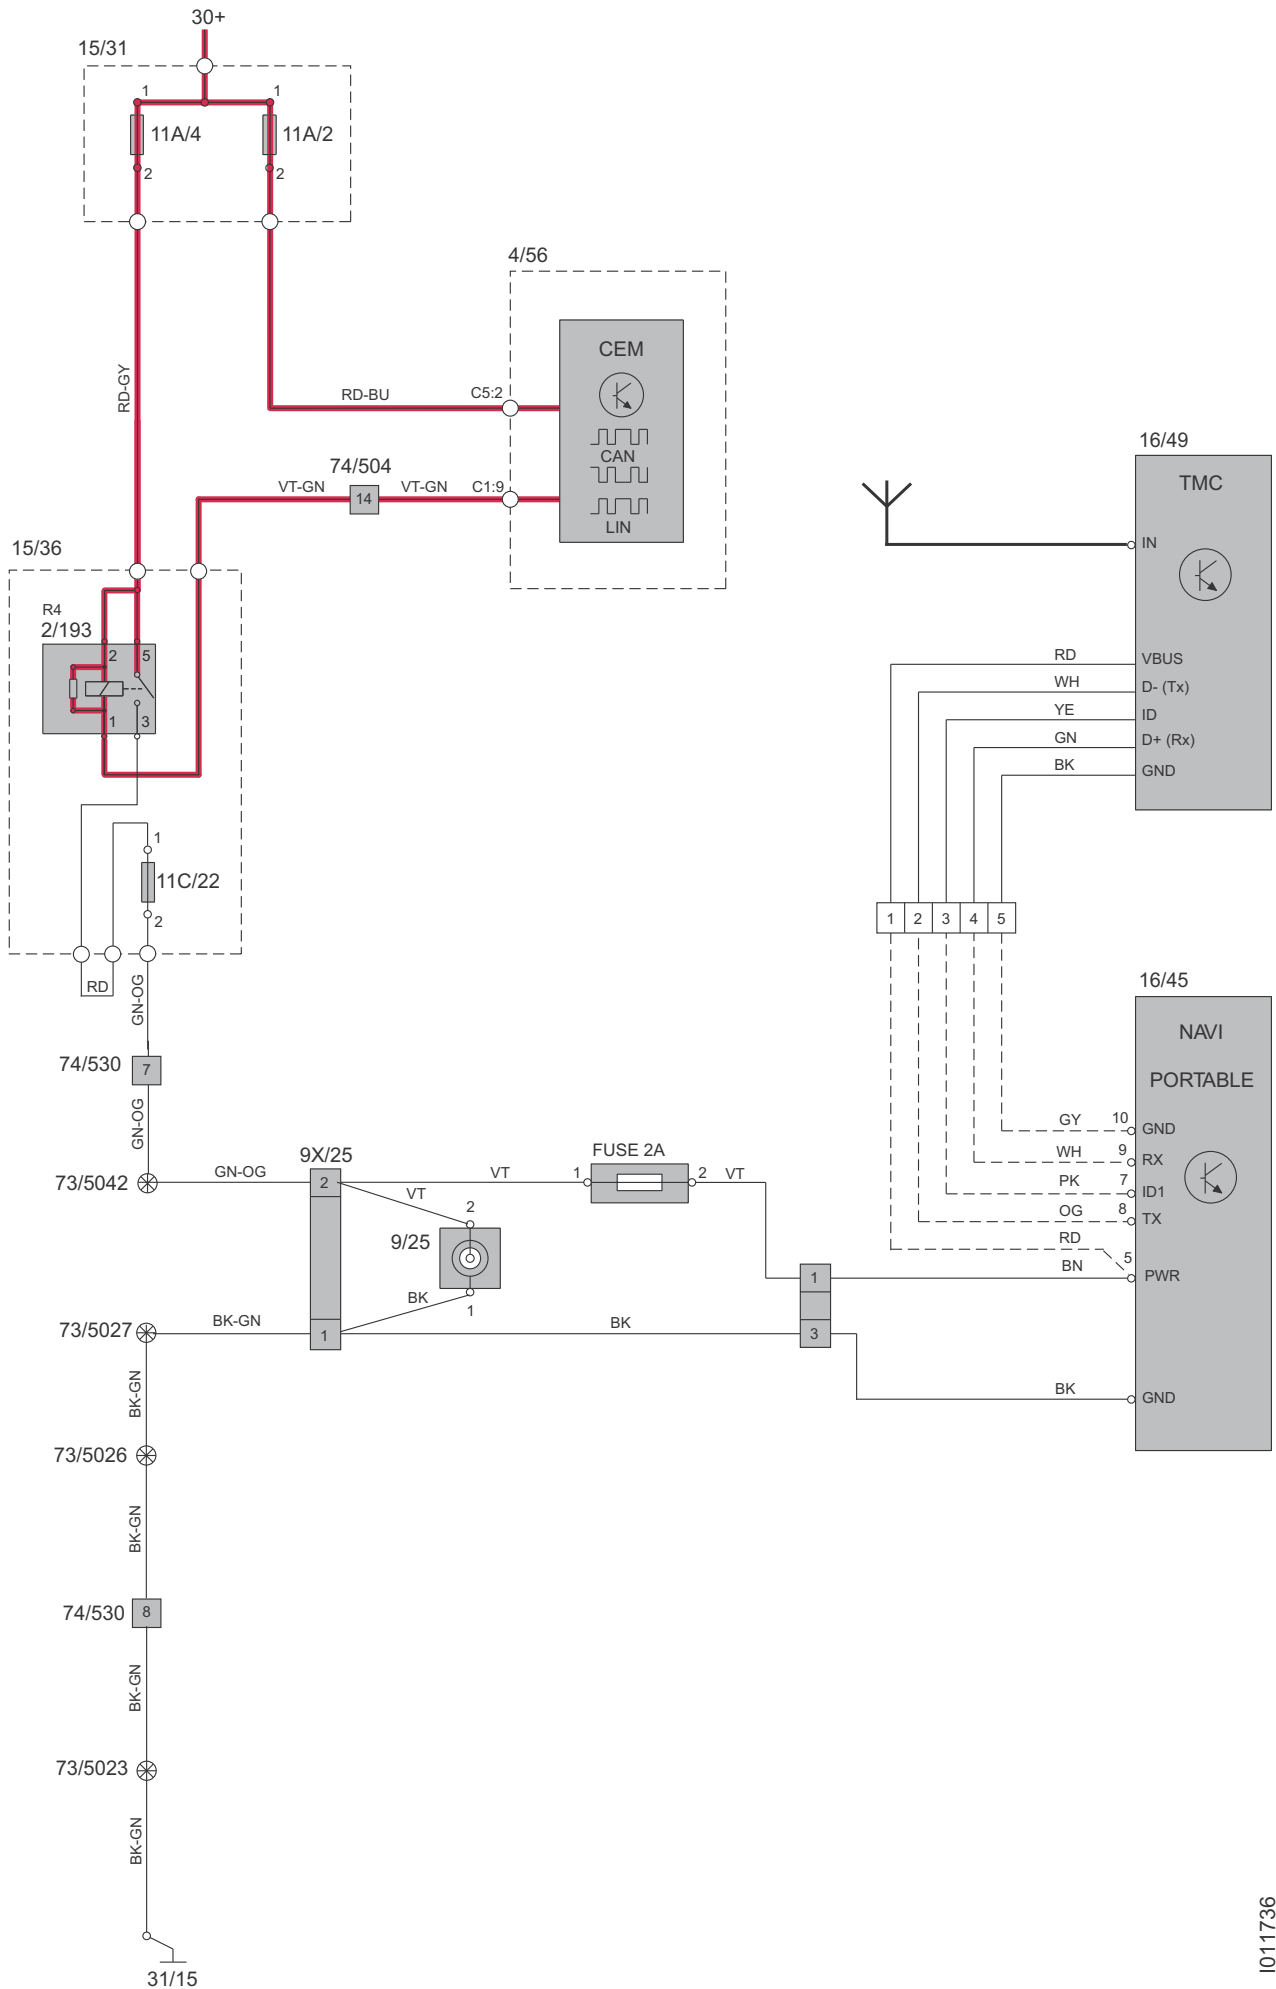 30+
15/31
1
1
11A/4
11A/2
2
2
4/56
CEM
RD-GY
RD-BU
C5:2
CAN
16/49
TMC
74/504
VT-GN
14
VT-GN
C1:9
LIN
IN
15/36
R4
2/193
2
5
1
3
RD
VBUS
WH
D- (Tx)
YE
ID
GN
D+ (Rx)
BK
GND
1
11C/22
2
1
2
3
4
5
RD
GN-OG
16/45
NAVI
PORTABLE
74/530
7
GN-OG
GY
10
GND
WH
9
RX
PK
7
ID1
OG
8
TX
RD
5
BN
PWR
73/5042
GN-OG
9X/25
2
VT
FUSE 2A
1
2
VT
VT
2
9/25
BK
1
1
73/5027
BK-GN
1
BK
3
BK
GND
BK-GN
73/5026
BK-GN
74/530
8
BK-GN
73/5023
BK-GN
31/15
I011736